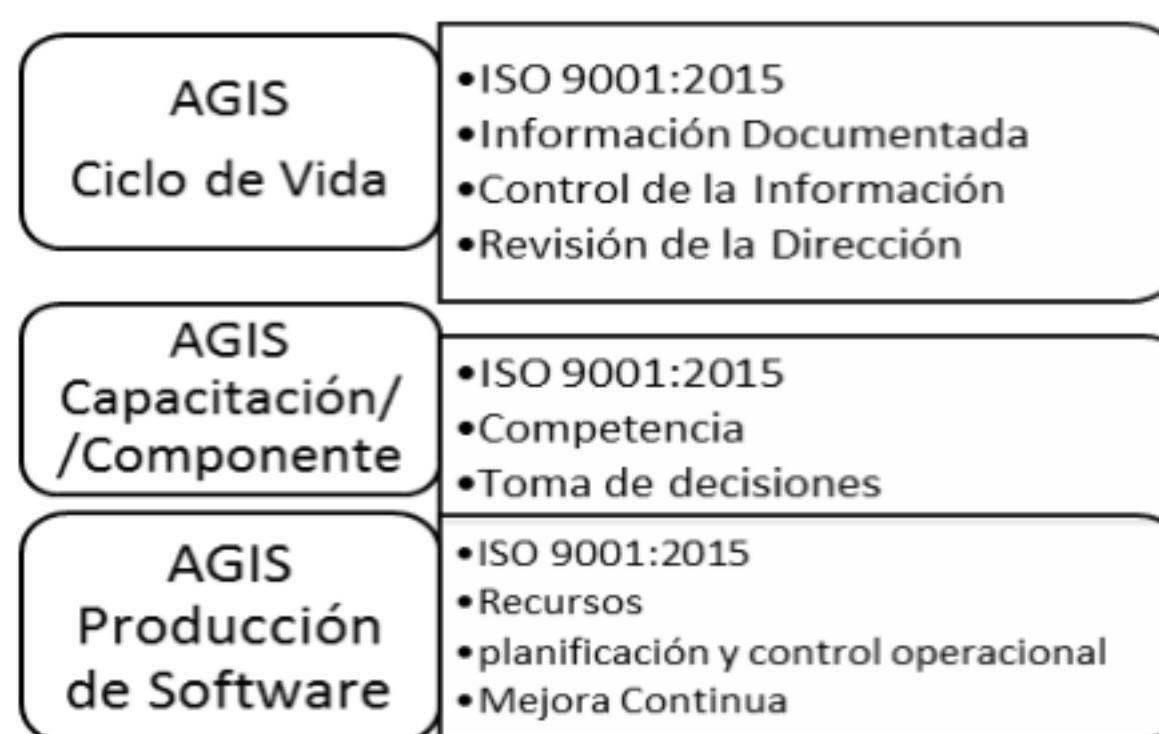 AGIS
Ciclo de Vida
•ISO 9001:2015
•Información Documentada
•Control de la Información
•Revisión de la Dirección
AGIS
Capacitación/
/Componente
•ISO 9001:2015
•Competencia
•Toma de decisiones
AGIS
Producción
de Software
•ISO 9001:2015
•Recursos
•planificación y control operacional
•Mejora Continua